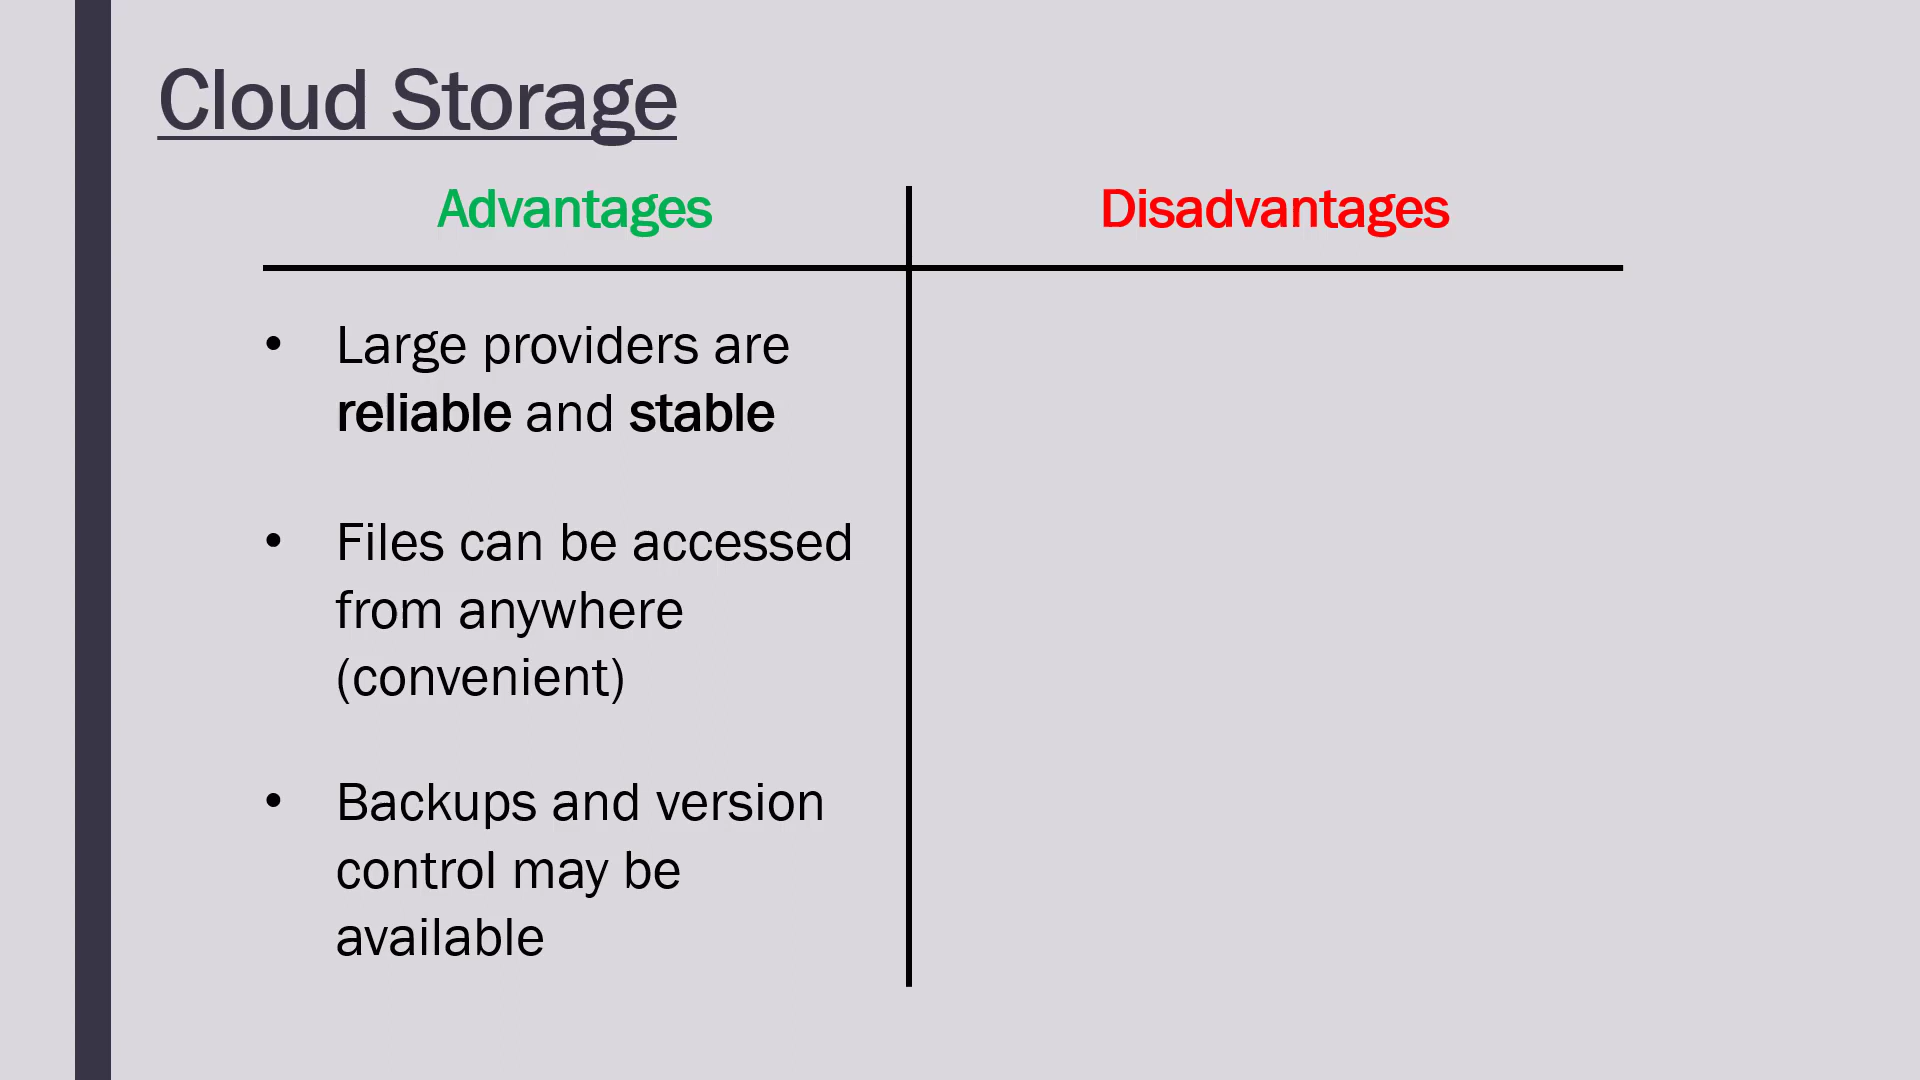 Cloud Storage
Advantages
Disadvantages
• Large providers are
reliable and stable
• Files can be accessed
from anywhere
(convenient)
• Backups and version
control may be
available